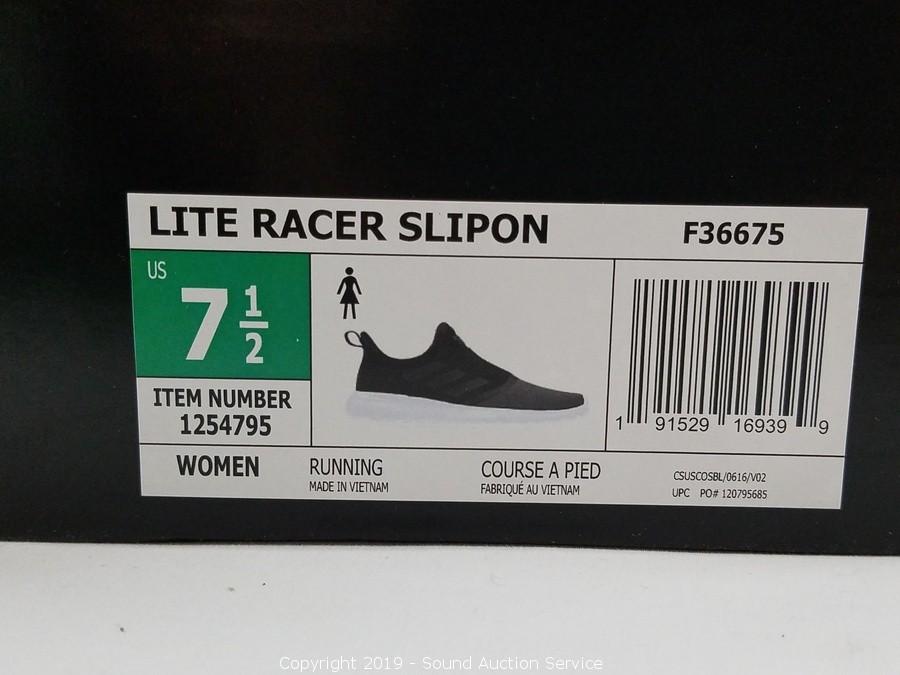 LITE RACER SLIPON
F36675
US
7 1/2
ITEM NUMBER
1254795
1 91529 16939 9
WOMEN
RUNNING
MADE IN VIETNAM
COURSE A PIED
FABRIQUÉ AU VIETNAM
CSUSCOSBL/0616/V02
UPC PO# 120795685
Copyright 2019 - Sound Auction Service